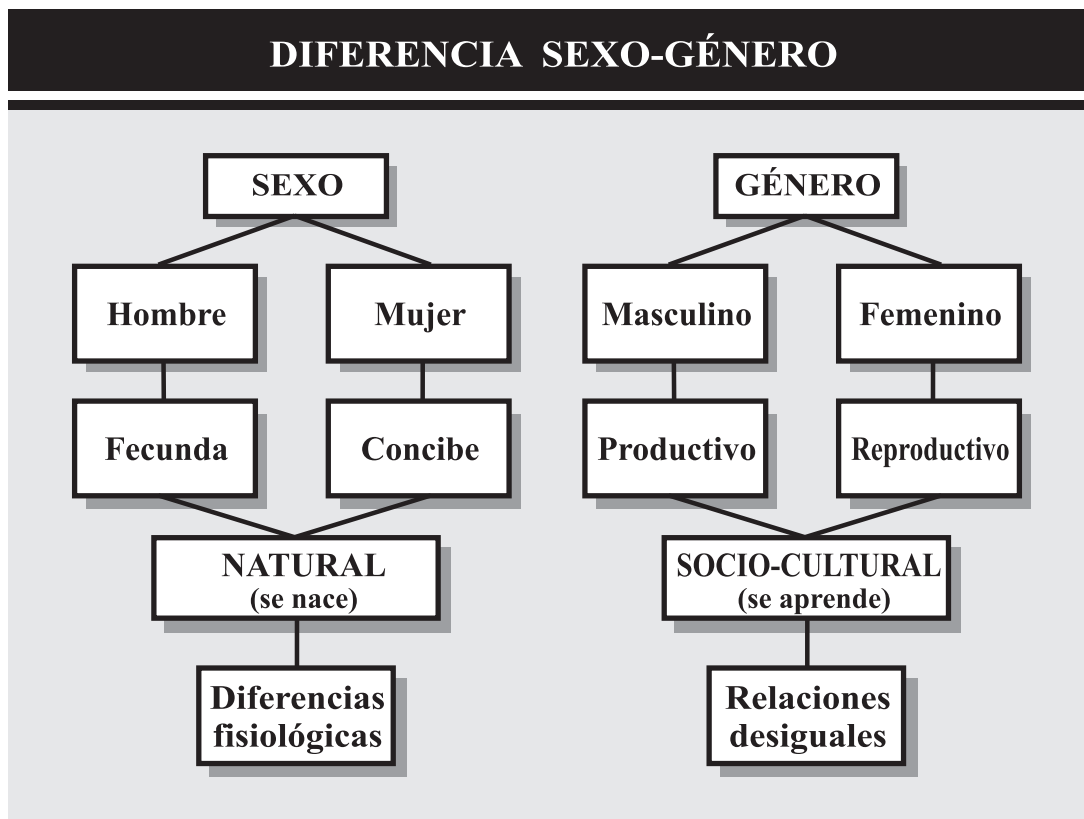 DIFERENCIA SEXO-GÉNERO
SEXO
Hombre
Mujer
Fecunda
Concibe
NATURAL
(se nace)
Diferencias
fisiológicas
GÉNERO
Masculino
Femenino
Productivo
Reproductivo
SOCIO-CULTURAL
(se aprende)
Relaciones
desiguales